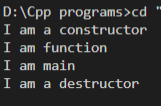 D:\Cpp programs>cd "
I am a constructor
I am function
I am main
I am a destructor